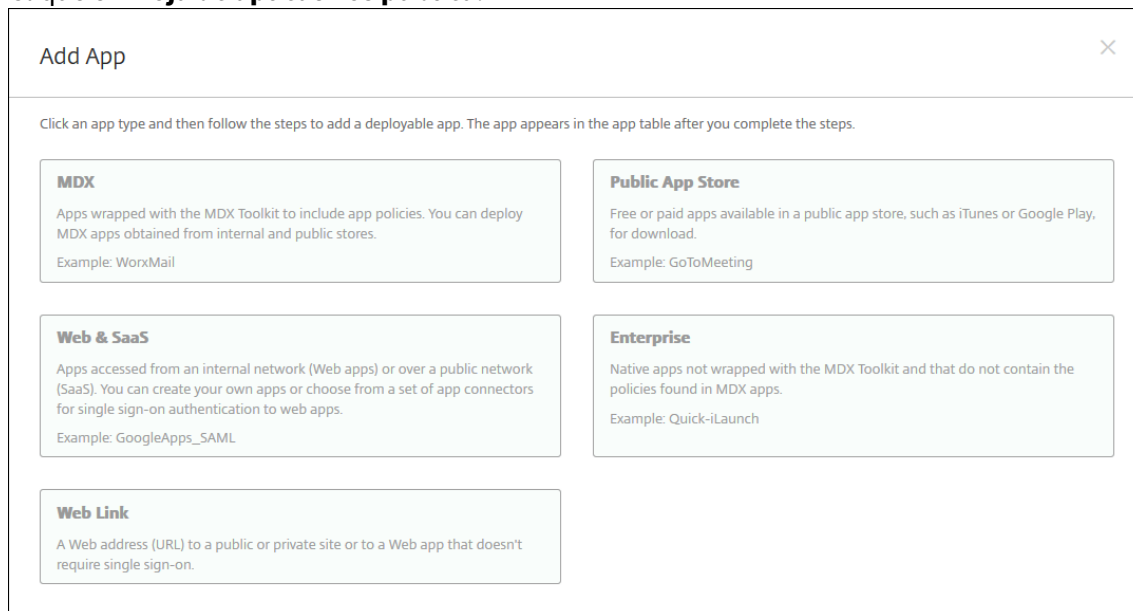 Add App
Click an app type and then follow the steps to add a deployable app. The app appears in the app table after you complete the steps.
MDX
Apps wrapped with the MDX Toolkit to include app policies. You can deploy
MDX apps obtained from internal and public stores.
Example: WorxMail
Public App Store
Free or paid apps available in a public app store, such as iTunes or Google Play,
for download.
Example: GoToMeeting
Web & SaaS
Apps accessed from an internal network (Web apps) or over a public network
(SaaS). You can create your own apps or choose from a set of app connectors
for single sign-on authentication to web apps.
Example: GoogleApps_SAML
Enterprise
Native apps not wrapped with the MDX Toolkit and that do not contain the
policies found in MDX apps.
Example: Quick-iLaunch
Web Link
A Web address (URL) to a public or private site or to a Web app that doesn't
require single sign-on.